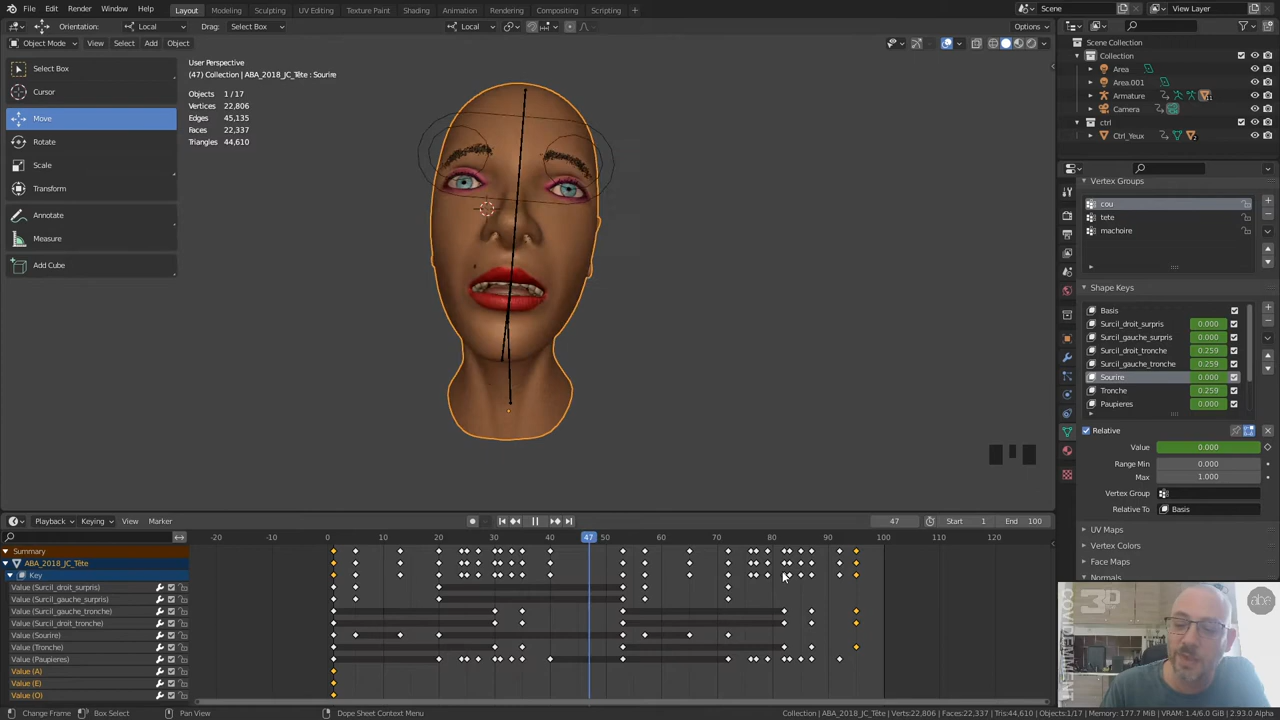 File Edit Render Window Help Layout Modeling Sculpting UV Editing Texture Paint Shading Animation Rendering Compositing Scripting + Scene View Layer
Orientation: Local Drag: Select Box Local Options
Object Mode View Select Add Object
Select Box
Cursor
Move
Rotate
Scale
Transform
Annotate
Measure
Add Cube
User Perspective
(47) Collection | ABA_2018_JC_Tête : Sourire
Objects 1/17
Vertices 22,806
Edges 45,135
Faces 22,337
Triangles 44,610
Scene Collection
Collection
Area
Area.001
Armature 11
Camera
ctrl
Ctrl_Yeux 2
Vertex Groups
cou
tete
machoire
Shape Keys
Basis
Surcil_droit_surpris 0.000
Surcil_gauche_surpris 0.000
Surcil_droit_tronche 0.259
Surcil_gauche_tronche 0.259
Sourire 0.000
Tronche 0.259
Paupieres 0.000
Relative
Value 0.000
Range Min 0.000
Max 1.000
Vertex Group
Relative To Basis
UV Maps
Vertex Colors
Face Maps
Normals
Playback Keying View Marker 47 Start 1 End 100
-20 0 10 20 30 40 47 50 60 70 80 90 100 120
Summary
ABA_2018_JC_Tête
Key
Value (Surcil_droit_surpris)
Value (Surcil_gauche_surpris)
Value (Surcil_gauche_tronche)
Value (Surcil_droit_tronche)
Value (Sourire)
Value (Tronche)
Value (Paupieres)
Value (A)
Value (E)
Value (O)
COVIDEMMENT 3D
abé
Change Frame Box Select Pan View Dope Sheet Context Menu Collection | ABA_2018_JC_Tête | Verts:22,806 | Faces:22,337 | Tris:44,610 | Objects:1/17 | Memory: 177.7 MiB | VRAM: 1.4/6.0 GiB | 2.93.0 Alpha